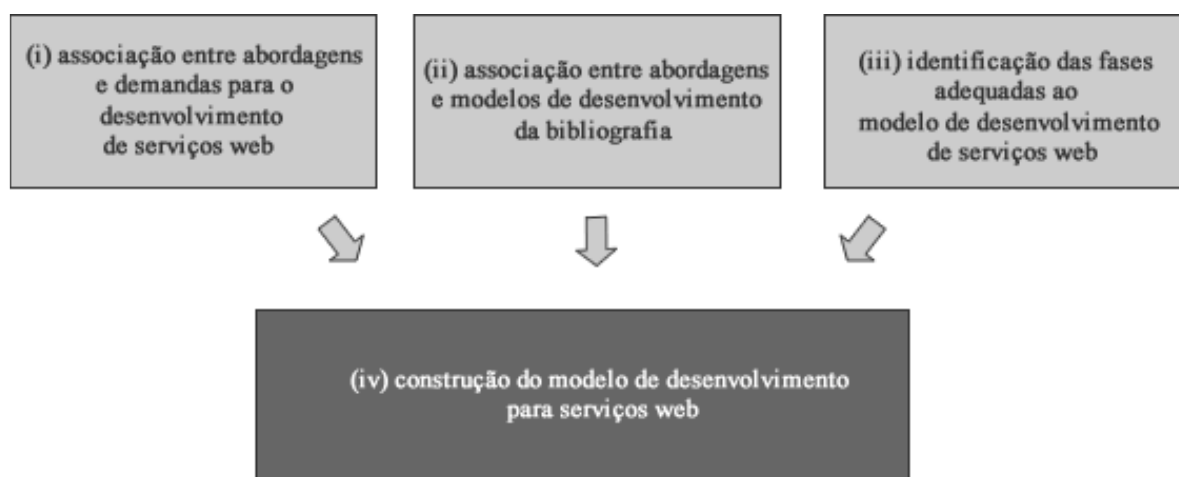 (i) associação entre abordagens
e demandas para o
desenvolvimento
de serviços web
(ii) associação entre abordagens
e modelos de desenvolvimento
da bibliografia
(iii) identificação das fases
adequadas ao
modelo de desenvolvimento
de serviços web
(iv) construção do modelo de desenvolvimento
para serviços web